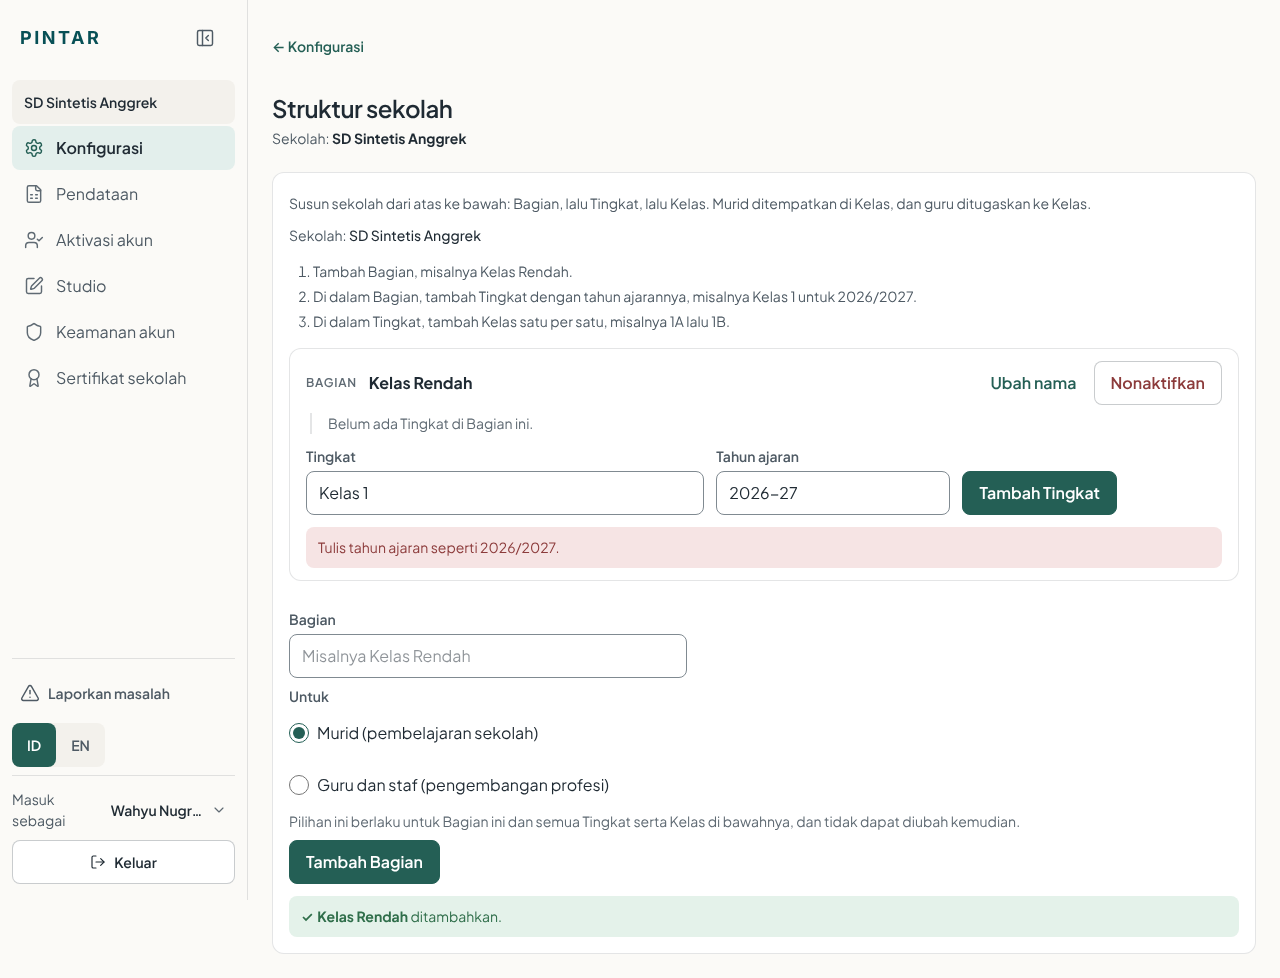 PINTAR
SD Sintetis Anggrek
Konfigurasi
Pendataan
Aktivasi akun
Studio
Keamanan akun
Sertifikat sekolah
Laporkan masalah
ID EN
Masuk sebagai
Wahyu Nugr...
Keluar
← Konfigurasi
Struktur sekolah
Sekolah: SD Sintetis Anggrek
Susun sekolah dari atas ke bawah: Bagian, lalu Tingkat, lalu Kelas. Murid ditempatkan di Kelas, dan guru ditugaskan ke Kelas.
Sekolah: SD Sintetis Anggrek
1. Tambah Bagian, misalnya Kelas Rendah.
2. Di dalam Bagian, tambah Tingkat dengan tahun ajarannya, misalnya Kelas 1 untuk 2026/2027.
3. Di dalam Tingkat, tambah Kelas satu per satu, misalnya 1A lalu 1B.
BAGIAN Kelas Rendah Ubah nama Nonaktifkan
Belum ada Tingkat di Bagian ini.
Tingkat Tahun ajaran
Kelas 1 2026–27 Tambah Tingkat
Tulis tahun ajaran seperti 2026/2027.
Bagian
Misalnya Kelas Rendah
Untuk
Murid (pembelajaran sekolah)
Guru dan staf (pengembangan profesi)
Pilihan ini berlaku untuk Bagian ini dan semua Tingkat serta Kelas di bawahnya, dan tidak dapat diubah kemudian.
Tambah Bagian
✓ Kelas Rendah ditambahkan.